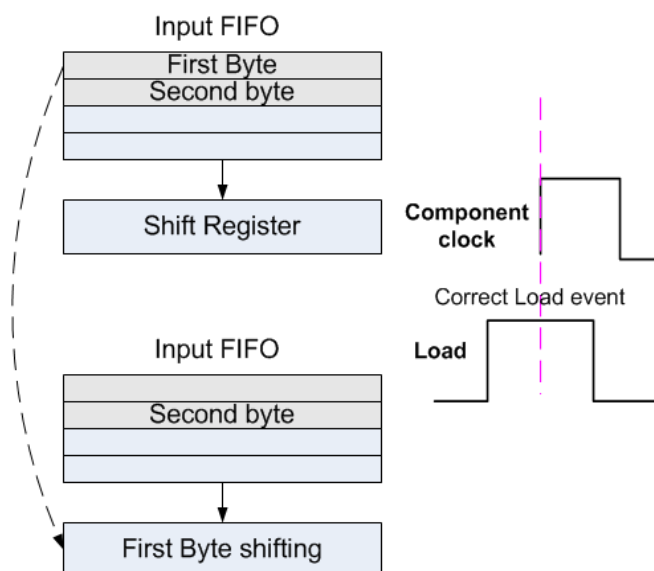 Input FIFO
First Byte
Second byte
Shift Register
Component
clock
Correct Load event
Load
Input FIFO
Second byte
First Byte shifting